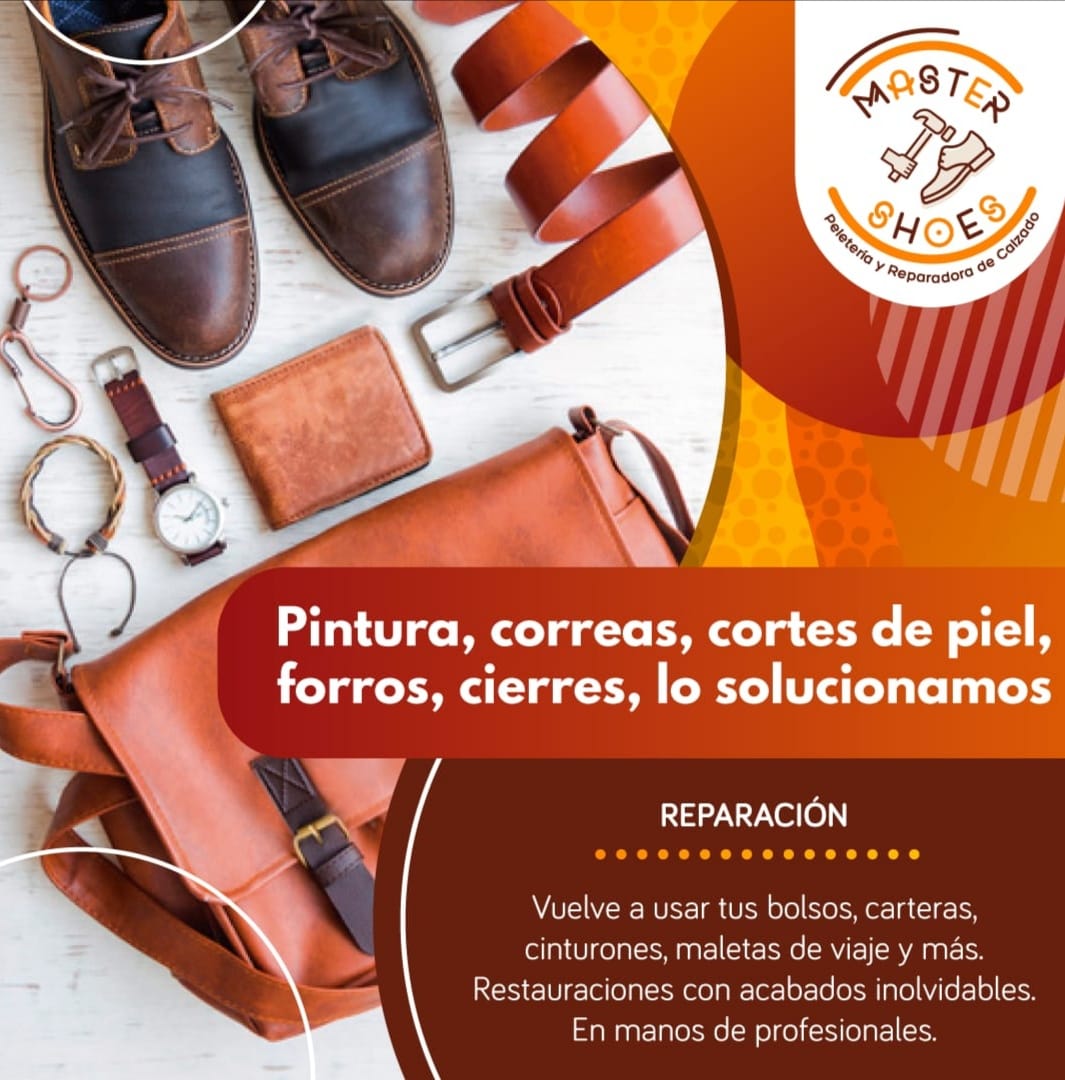 MASTER
SHOES
Peletería y Reparadora de Calzado
Pintura, correas, cortes de piel,
forros, cierres, lo solucionamos
REPARACIÓN
Vuelve a usar tus bolsos, carteras,
cinturones, maletas de viaje y más.
Restauraciones con acabados inolvidables.
En manos de profesionales.